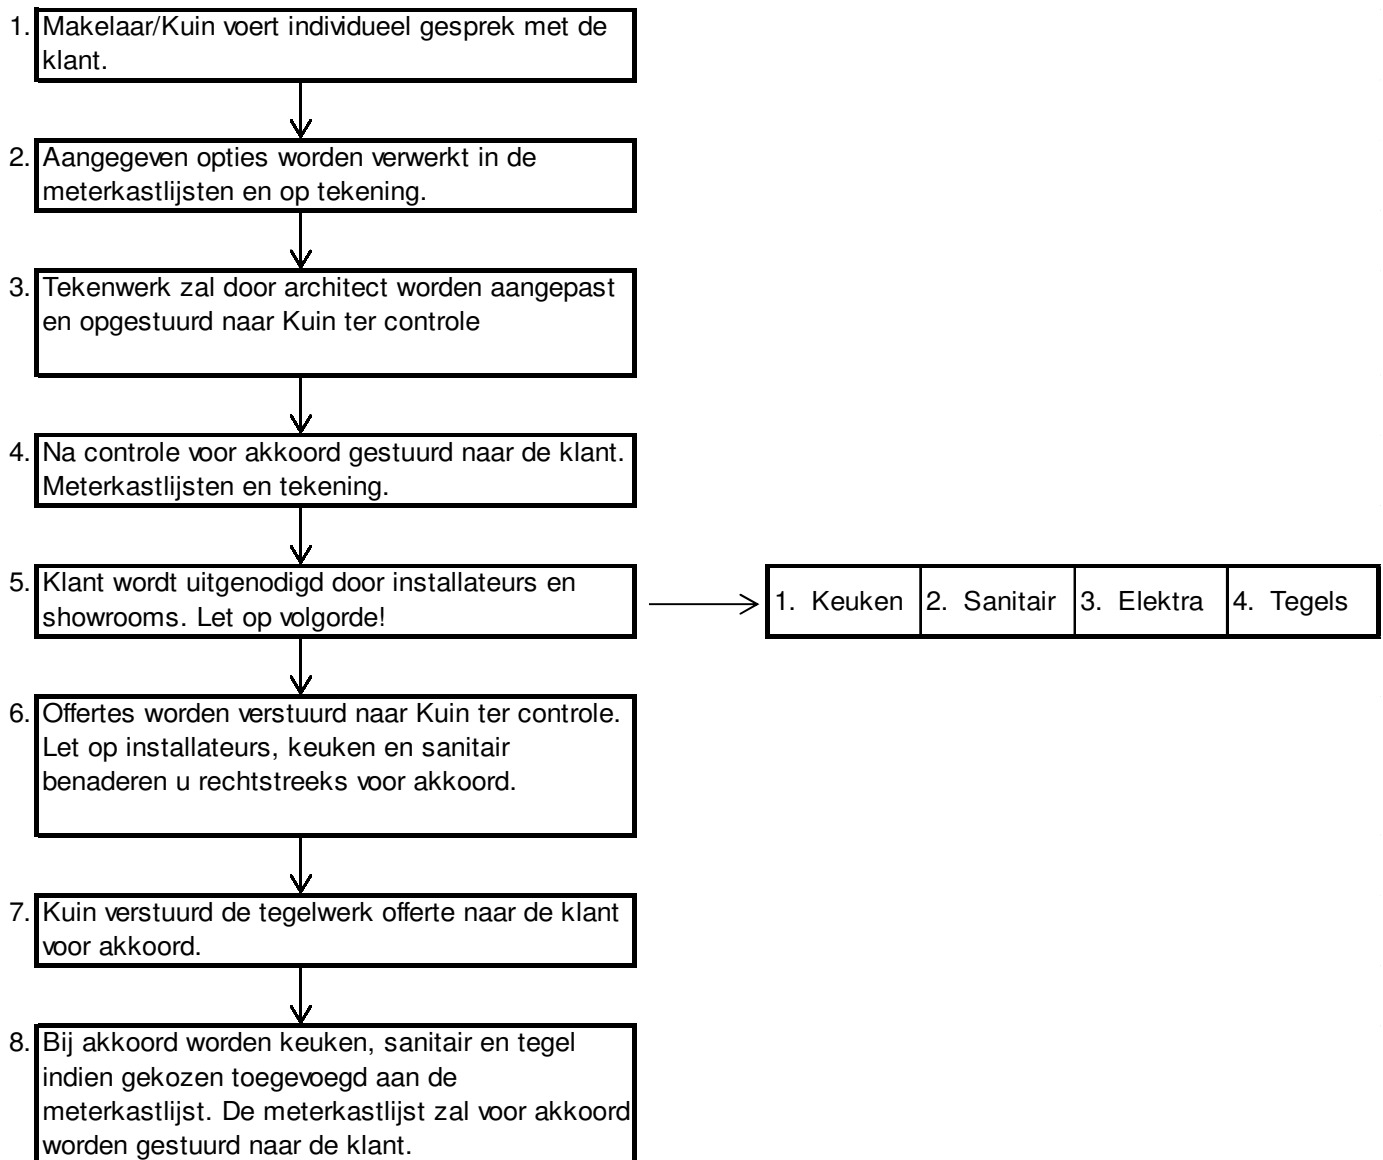 1. Makelaar/Kuin voert individueel gesprek met de
klant.
2. Aangegeven opties worden verwerkt in de
meterkastlijsten en op tekening.
3. Tekenwerk zal door architect worden aangepast
en opgestuurd naar Kuin ter controle
4. Na controle voor akkoord gestuurd naar de klant.
Meterkastlijsten en tekening.
5. Klant wordt uitgenodigd door installateurs en
showrooms. Let op volgorde!
1. Keuken 2. Sanitair 3. Elektra 4. Tegels
6. Offertes worden verstuurd naar Kuin ter controle.
Let op installateurs, keuken en sanitair
benaderen u rechtstreeks voor akkoord.
7. Kuin verstuurd de tegelwerk offerte naar de klant
voor akkoord.
8. Bij akkoord worden keuken, sanitair en tegel
indien gekozen toegevoegd aan de
meterkastlijst. De meterkastlijst zal voor akkoord
worden gestuurd naar de klant.